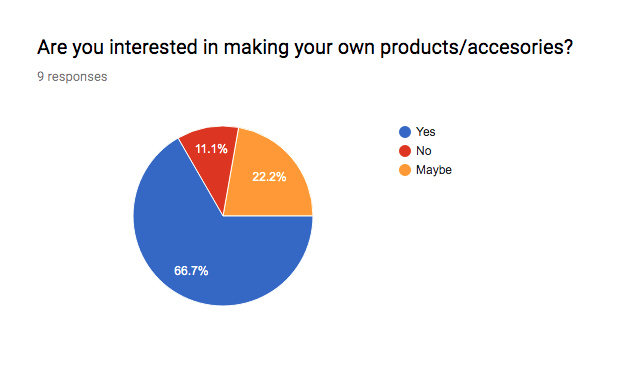 Are you interested in making your own products/accesories?
9 responses
Yes
No
Maybe
11.1%
22.2%
66.7%